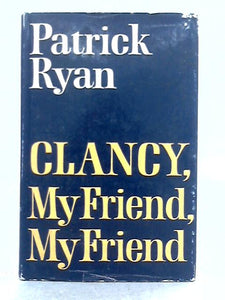 Patrick
Ryan
CLANCY,
My Friend,
My Friend